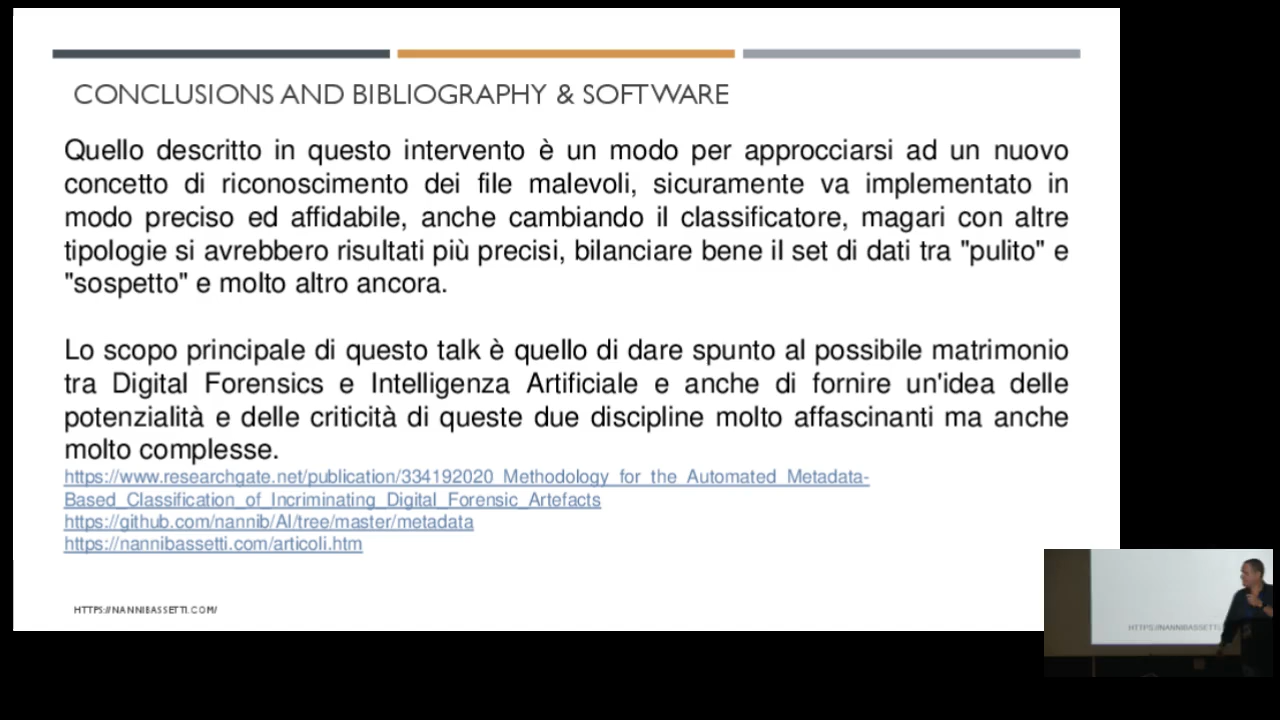 CONCLUSIONS AND BIBLIOGRAPHY & SOFTWARE
Quello descritto in questo intervento è un modo per approcciarsi ad un nuovo
concetto di riconoscimento dei file malevoli, sicuramente va implementato in
modo preciso ed affidabile, anche cambiando il classificatore, magari con altre
tipologie si avrebbero risultati più precisi, bilanciare bene il set di dati tra "pulito" e
"sospetto" e molto altro ancora.
Lo scopo principale di questo talk è quello di dare spunto al possibile matrimonio
tra Digital Forensics e Intelligenza Artificiale e anche di fornire un'idea delle
potenzialità e delle criticità di queste due discipline molto affascinanti ma anche
molto complesse.
https://www.researchgate.net/publication/334192020_Methodology_for_the_Automated_Metadata-
Based_Classification_of_Incriminating_Digital_Forensic_Artefacts
https://github.com/nannib/AI/tree/master/metadata
https://nannibassetti.com/articoli.htm
HTTPS://NANNIBASSETTI.COM/
HTTPS://NANNIBASSETTI